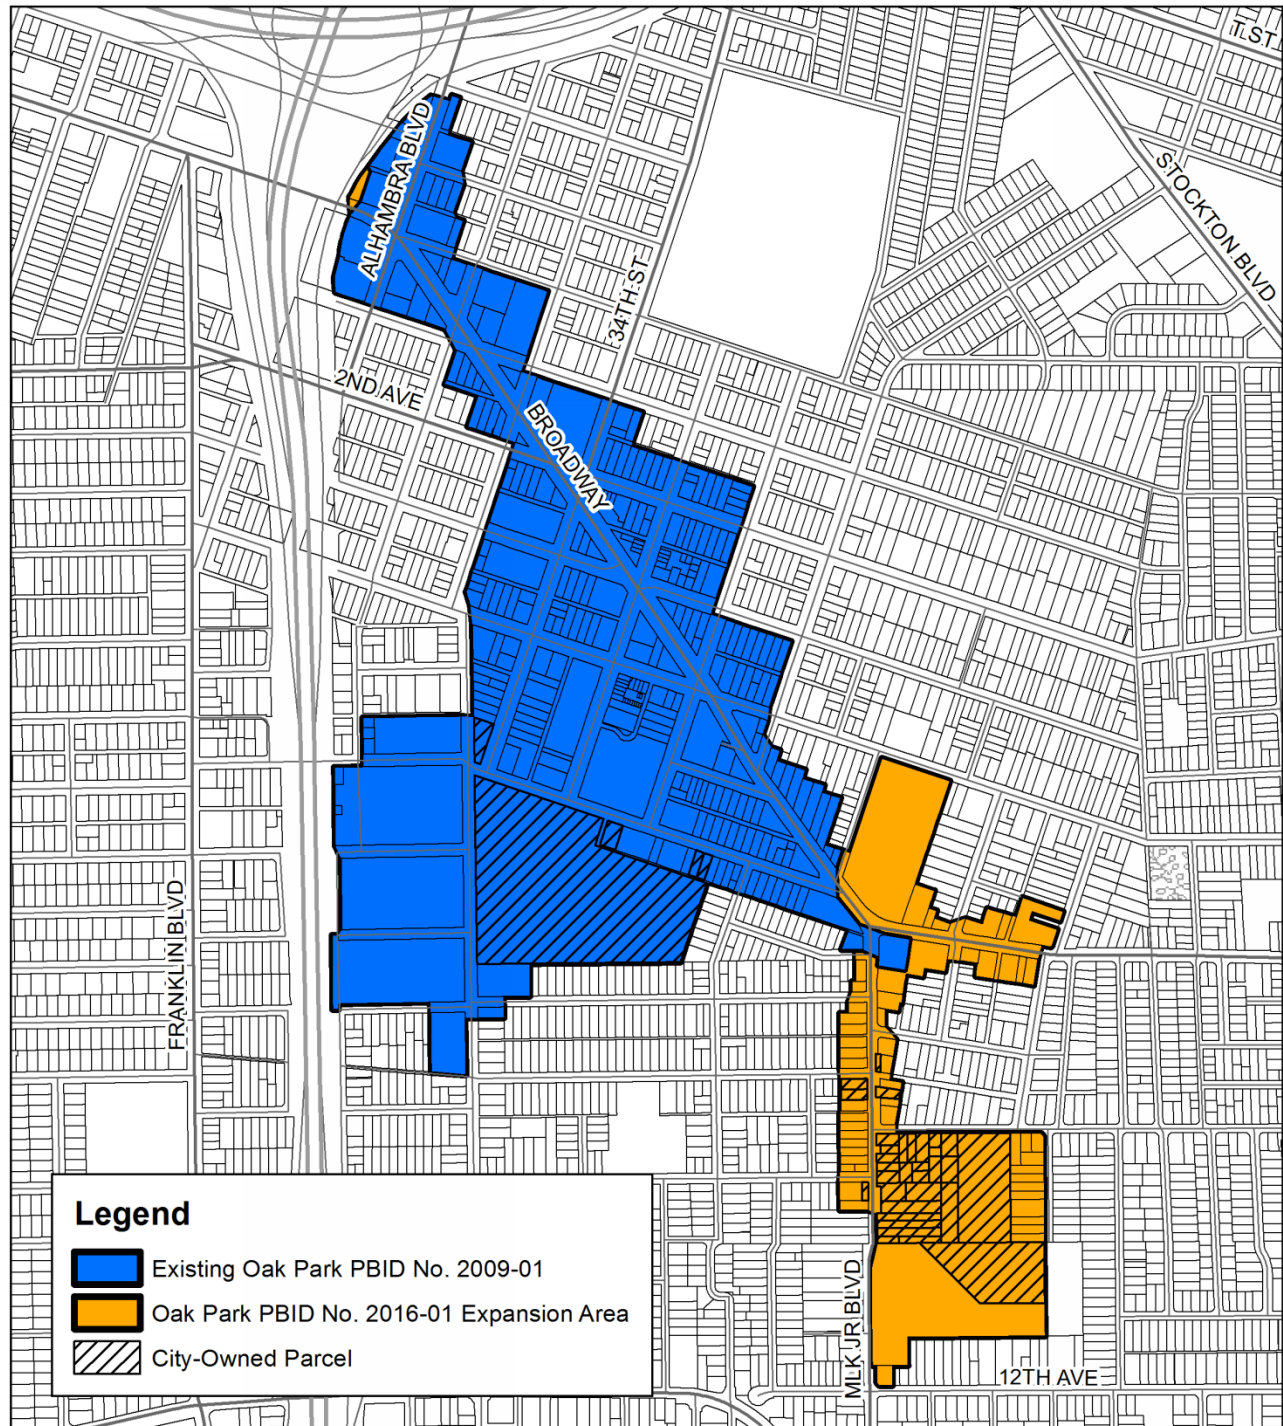 T ST
ALHAMBRA BLVD
STOCKTON BLVD
34TH ST
2ND AVE
BROADWAY
FRANKLIN BLVD
MLK JR BLVD
12TH AVE
Legend
Existing Oak Park PBID No. 2009-01
Oak Park PBID No. 2016-01 Expansion Area
City-Owned Parcel